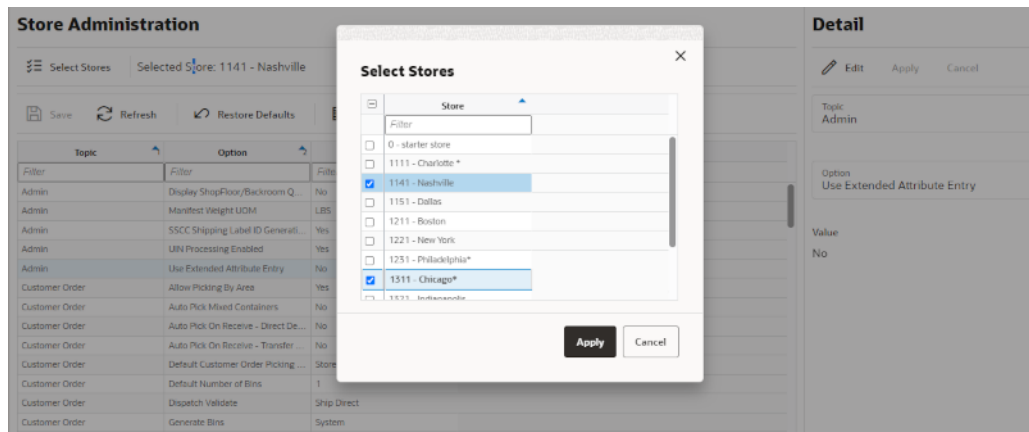 Store Administration
Select Stores
Selected Store: 1141 - Nashville
Save
Refresh
Restore Defaults
Topic
Option
Filter
Filter
Filte
Admin
Display ShopFloor/Backroom Q...
No
Admin
Manifest Weight UOM
LBS
Admin
SSCC Shipping Label ID Generati...
Yes
Admin
UIN Processing Enabled
Yes
Admin
Use Extended Attribute Entry
No
Customer Order
Allow Picking By Area
Yes
Customer Order
Auto Pick Mixed Containers
No
Customer Order
Auto Pick On Receive - Direct De...
No
Customer Order
Auto Pick On Receive - Transfer ...
No
Customer Order
Default Customer Order Picking ...
Store
Customer Order
Default Number of Bins
1
Customer Order
Dispatch Validate
Ship Direct
Customer Order
Generate Bins
System
Select Stores
Store
Filter
0 - starter store
1111 - Charlotte *
1141 - Nashville
1151 - Dallas
1211 - Boston
1221 - New York
1231 - Philadelphia*
1311 - Chicago*
1321 - Indianapolis
Apply
Cancel
Detail
Edit
Apply
Cancel
Topic
Admin
Option
Use Extended Attribute Entry
Value
No